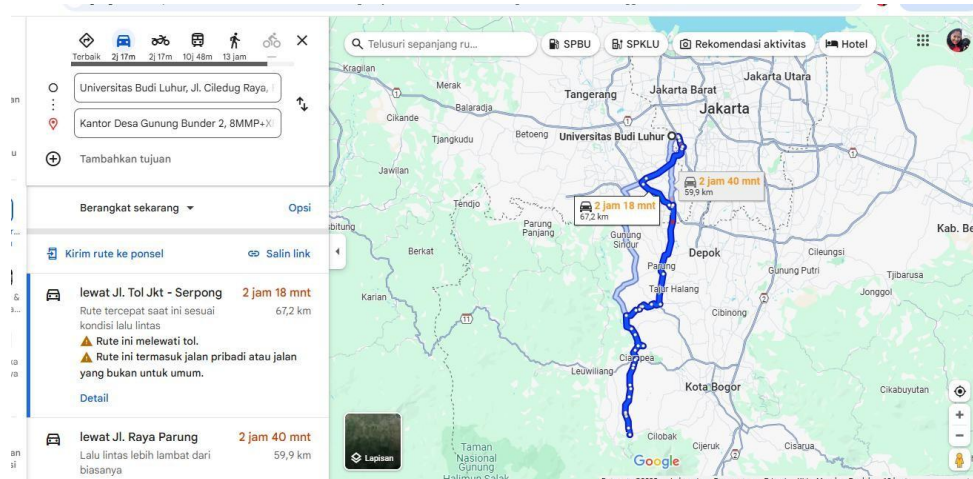 Terbaik
2j 17m
2j 17m
10j 48m
13 jam
Universitas Budi Luhur, Jl. Ciledug Raya,
Kantor Desa Gunung Bunder 2, 8MMP+X
Tambahkan tujuan
Berangkat sekarang
Opsi
Kirim rute ke ponsel
Salin link
lewat Jl. Tol Jkt - Serpong
2 jam 18 mnt
Rute tercepat saat ini sesuai
67,2 km
kondisi lalu lintas
Rute ini melewati tol.
Rute ini termasuk jalan pribadi atau jalan
yang bukan untuk umum.
Detail
lewat Jl. Raya Parung
2 jam 40 mnt
Lalu lintas lebih lambat dari
59,9 km
biasanya
Telusuri sepanjang ru...
SPBU
SPKLU
Rekomendasi aktivitas
Hotel
Kragilan
Merak
Tangerang
Jakarta Barat
Jakarta Utara
Jakarta
Cikande
Balaradja
Tjangkudu
Betoeng
Universitas Budi Luhur
Jawilan
2 jam 40 mnt
59,9 km
Tendjo
2 jam 18 mnt
67,2 km
bitung
Parung
Panjang
Gunung
Sindur
Kab. Be
Berkat
Depok
Cileungsi
Parung
Gunung Putri
Tjibarusa
Karian
Tajur Halang
Jonggol
Cibinong
11
2
Ciampea
Leuwiliang
Kota Bogor
Cikabuyutan
Cilobak
Cijeruk
Cisarua
Taman
Nasional
Gunung
Halimun Salak
Lapisan
Google